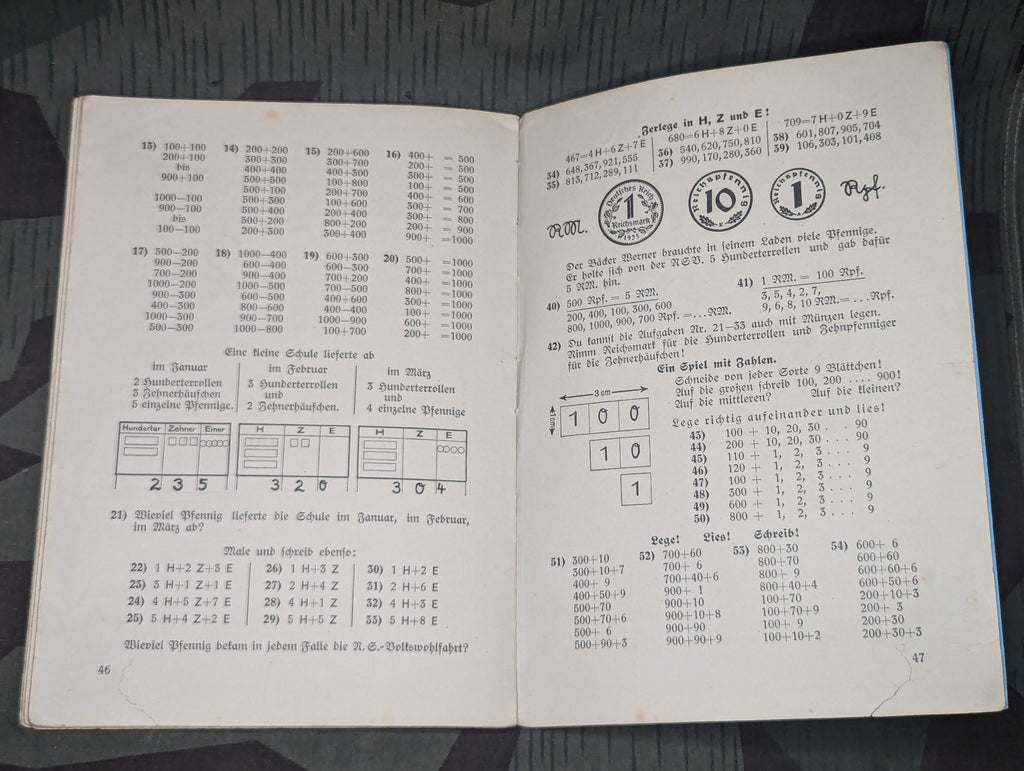 13) 100+100
200+100
bis
900+100
1000—100
900—100
bis
100—100
14) 200+200
300+300
400+400
500+500
500+100
500+400
500+200
200+300
15) 200+600
300+700
400+300
100+800
200+700
100+600
200+400
800+200
300+400
16) 400+ = 500
200+ = 500
300+ = 500
100+ = 500
400+ = 600
300+ = 700
300+ = 800
200+ = 900
900+ =1000
17) 500—200
900—200
700—200
1000—200
900—300
400—300
1000—300
500—300
18) 1000—400
600—400
900—400
1000—500
600—500
800—600
1000—700
1000—800
19) 600+300
600—300
700—500
800—100
400+600
400—400
900—100
100+700
20) 500+ =1000
700+ =1000
400+ =1000
800+ =1000
300+ =1000
100+ =1000
600+ =1000
200+ =1000
Eine kleine Schule lieferte ab
im Januar
2 Hunderterrollen
3 Zehnerhäufchen
5 einzelne Pfennige.
im Februar
3 Hunderterrollen
und
2 Zehnerhäufchen.
im März
3 Hunderterrollen
und
4 einzelne Pfennige
Hunderter Zehner Einer
2 3 5
H Z E
3 2 0
H Z E
3 0 4
21) Wieviel Pfennig lieferte die Schule im Januar, im Februar,
im März ab?
Male und schreib ebenso:
22) 1 H+2 Z+3 E
23) 3 H+1 Z+1 E
24) 4 H+5 Z+7 E
25) 5 H+4 Z+2 E
26) 1 H+3 Z
27) 2 H+4 Z
28) 4 H+1 Z
29) 5 H+5 Z
30) 1 H+2 E
31) 2 H+6 E
32) 4 H+3 E
33) 5 H+8 E
Wieviel Pfennig bekam in jedem Falle die N.S.-Volkswohlfahrt?
46
Zerlege in H, Z und E!
467=4 H+6 Z+7 E
34) 648,367,921,555
35) 813,712,289,111
680=6 H+8 Z+0 E
36) 540,620,750,810
37) 990,170,280,360
709=7 H+0 Z+9 E
38) 601,807,905,704
39) 106,303,101,408
RM.
Deutsches Reich
1
Reichsmark
1935
Reichspfennig
10
Reichspfennig
1
Rpf.
Der Bäcker Werner brauchte in seinem Laden viele Pfennige.
Er holte sich von der NSV. 5 Hunderterrollen und gab dafür
5 RM. hin.
40) 500 Rpf. = 5 RM.
200, 400, 100, 300, 600
800, 1000, 900, 700 Rpf. =...RM.
41) 1 RM. = 100 Rpf.
3, 5, 4, 2, 7,
9, 6, 8, 10 RM.=...Rpf.
42) Du kannst die Aufgaben Nr. 21—33 auch mit Münzen legen.
Nimm Reichsmark für die Hunderterrollen und Zehnpfenniger
für die Zehnerhäufchen!
Ein Spiel mit Zahlen.
Schneide von jeder Sorte 9 Blättchen!
Auf die großen schreib 100, 200 .... 900!
Auf die mittleren? Auf die kleinen?
3cm
1cm
1 0 0
1 0
1
Lege richtig aufeinander und lies!
43) 100 + 10, 20, 30 . . 90
44) 200 + 10, 20, 30 . . 90
45) 110 + 1, 2, 3 . . . 9
46) 120 + 1, 2, 3 . . . 9
47) 100 + 1, 2, 3 . . . 9
48) 300 + 1, 2, 3 . . . 9
49) 600 + 1, 2, 3 . . . 9
50) 800 + 1, 2, 3 . . . 9
Lege! Lies! Schreib!
51) 300+10
300+10+7
400+ 9
400+50+9
500+70
500+70+6
500+ 6
500+90+3
52) 700+60
700+ 6
700+40+6
900+ 1
900+10
900+10+8
900+90
900+90+9
53) 800+30
800+70
800+ 9
800+40+4
100+70
100+70+9
100+ 9
100+10+2
54) 600+ 6
600+60
600+60+6
600+50+6
200+10+3
200+ 3
200+30
200+30+3
47